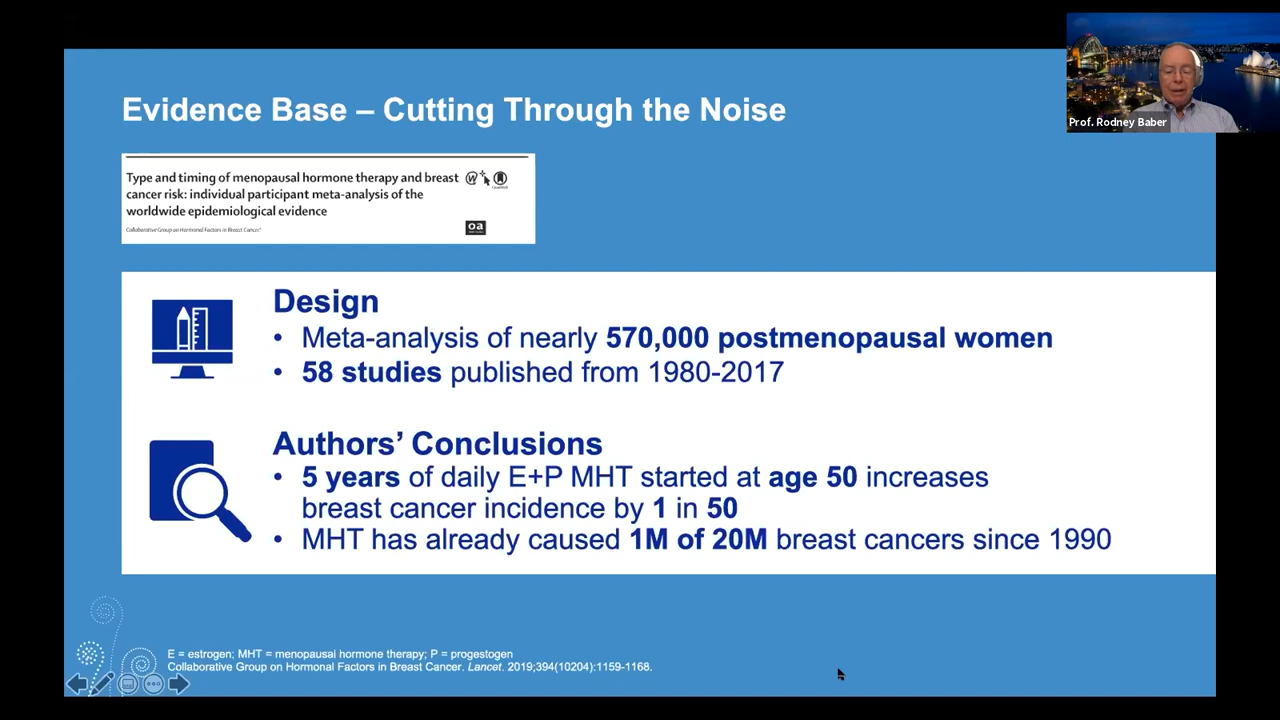 Prof. Rodney Baber
Evidence Base – Cutting Through the Noise
Type and timing of menopausal hormone therapy and breast
cancer risk: individual participant meta-analysis of the
worldwide epidemiological evidence
Collaborative Group on Hormonal Factors in Breast Cancer*
oa
Design
• Meta-analysis of nearly 570,000 postmenopausal women
• 58 studies published from 1980-2017
Authors’ Conclusions
• 5 years of daily E+P MHT started at age 50 increases
breast cancer incidence by 1 in 50
• MHT has already caused 1M of 20M breast cancers since 1990
E = estrogen; MHT = menopausal hormone therapy; P = progestogen
Collaborative Group on Hormonal Factors in Breast Cancer. Lancet. 2019;394(10204):1159-1168.